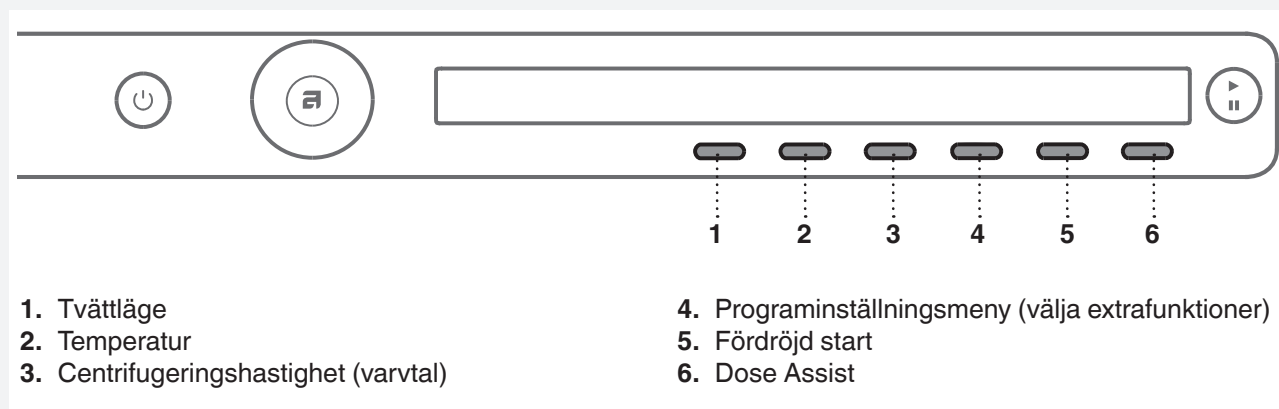 1 2 3 4 5 6
1. Tvättläge
2. Temperatur
3. Centrifugeringshastighet (varvtal)
4. Programinställningsmeny (välja extrafunktioner)
5. Fördröjd start
6. Dose Assist